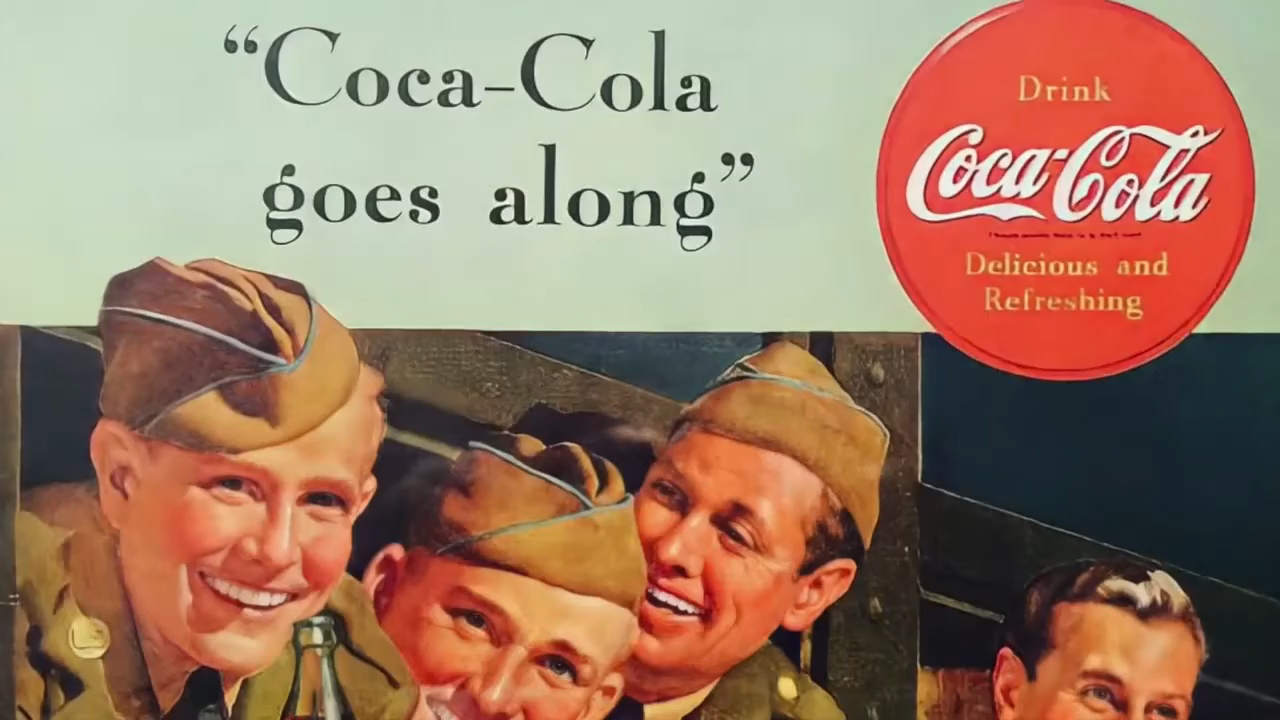 “Coca-Cola
goes along”
Drink
Coca-Cola
Delicious and
Refreshing